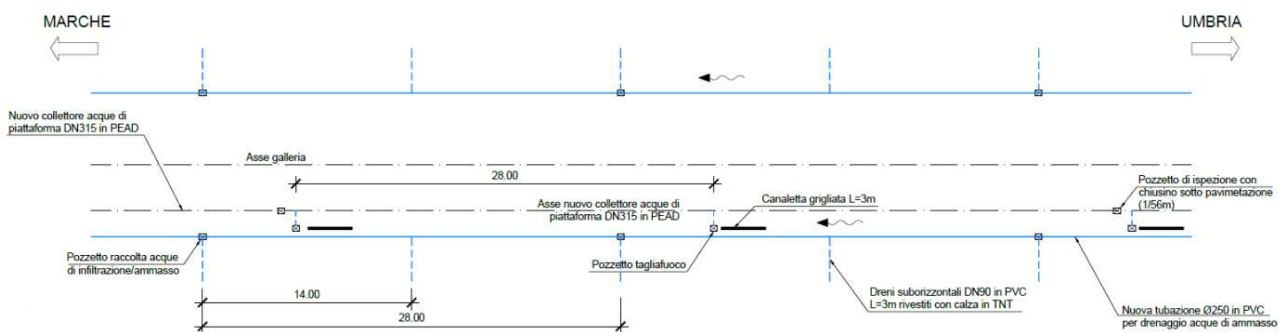 MARCHE
UMBRIA
Nuovo collettore acque di
piattaforma DN315 in PEAD
Asse galleria
28.00
Pozzetto di ispezione con
chiusino sotto pavimetazione
(1/56m)
Asse nuovo collettore acque di
piattaforma DN315 in PEAD
Canaletta grigliata L=3m
Pozzetto raccolta acque
di infiltrazione/ammasso
Pozzetto tagliafuoco
14.00
28.00
Dreni suborizzontali DN90 in PVC
L=3m rivestiti con calza in TNT
Nuova tubazione Ø250 in PVC
per drenaggio acque di ammasso